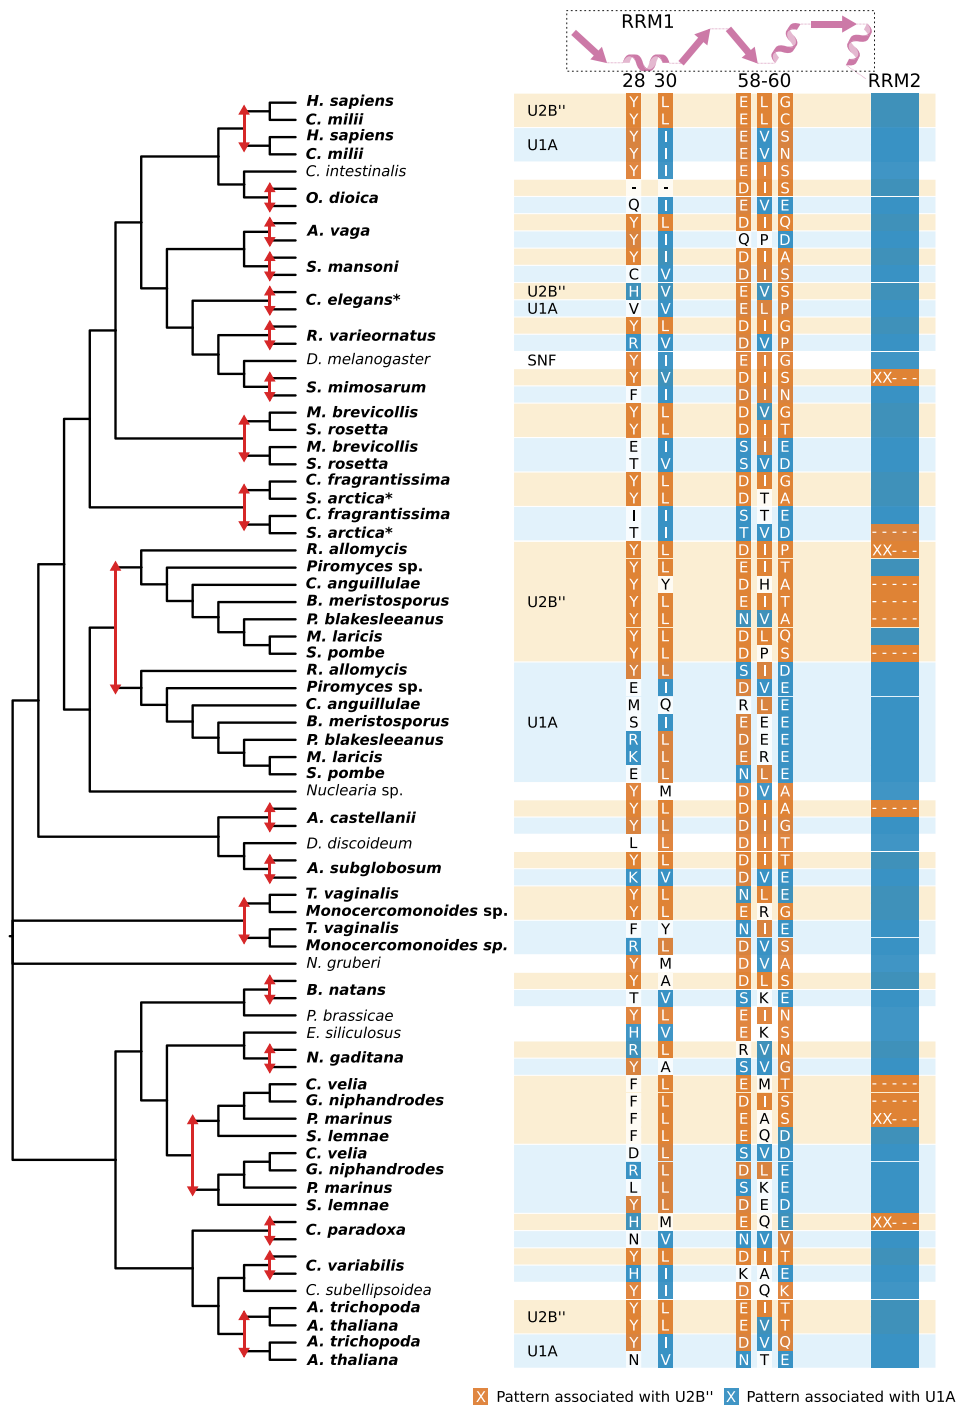 RRM1
28 30 58-60 RRM2
H. sapiens U2B'' Y L E L G
C. milii Y L E L C
H. sapiens U1A Y I E V S
C. milii Y I E V N
C. intestinalis Y I E I S
O. dioica - - D I S
Q I E V E
A. vaga Y L D I Q
Y I Q P D
S. mansoni Y I D I A
C V D I S
C. elegans* U2B'' H V E V S
U1A V V E L P
R. varieornatus Y L D I G
R V D V P
D. melanogaster SNF Y I E I G
S. mimosarum Y V D I S XX---
F I D I N
M. brevicollis Y L D V G
S. rosetta Y L D I T
M. brevicollis E I S I E
S. rosetta T V S V D
C. fragrantissima Y L D I G
S. arctica* Y L D T A
C. fragrantissima I I S T E
S. arctica* T I T V D -----
R. allomycis Y L D I P XX---
Piromyces sp. Y L E I T
C. anguillulae Y Y D H A -----
B. meristosporus U2B'' Y L E I T -----
P. blakesleeanus Y L N V A -----
M. laricis Y L D L Q
S. pombe Y L D P S -----
R. allomycis Y L S I D
Piromyces sp. E I D V E
C. anguillulae M Q R L E
B. meristosporus U1A S I E E E
P. blakesleeanus R L D E E
M. laricis K L E R E
S. pombe E L N L E
Nuclearia sp. Y M D V A
A. castellanii Y L D I A -----
Y L D I G
D. discoideum L L D I T
A. subglobosum Y L D I T
K V D V E
T. vaginalis Y L N L E
Monocercomonoides sp. Y L E R G
T. vaginalis F Y N I E
Monocercomonoides sp. R L D V S
N. gruberi Y M D V A
B. natans Y A D L S
T V S K E
P. brassicae Y L E I N
E. siliculosus H V E K S
N. gaditana R L R V N
Y A S V G
C. velia F L E M T -----
G. niphandrodes F L D I S -----
P. marinus F L E A S XX---
S. lemnae F L E Q D
C. velia D L S V D
G. niphandrodes R L D L E
P. marinus L L S K E
S. lemnae Y L D E D
C. paradoxa H M E Q E XX---
N V N V V
C. variabilis Y L D I T
H I K A E
C. subellipsoidea Y I D Q K
A. trichopoda U2B'' Y L E I T
A. thaliana Y L E V T
A. trichopoda U1A Y I D V Q
A. thaliana N V N T E
X Pattern associated with U2B'' X Pattern associated with U1A